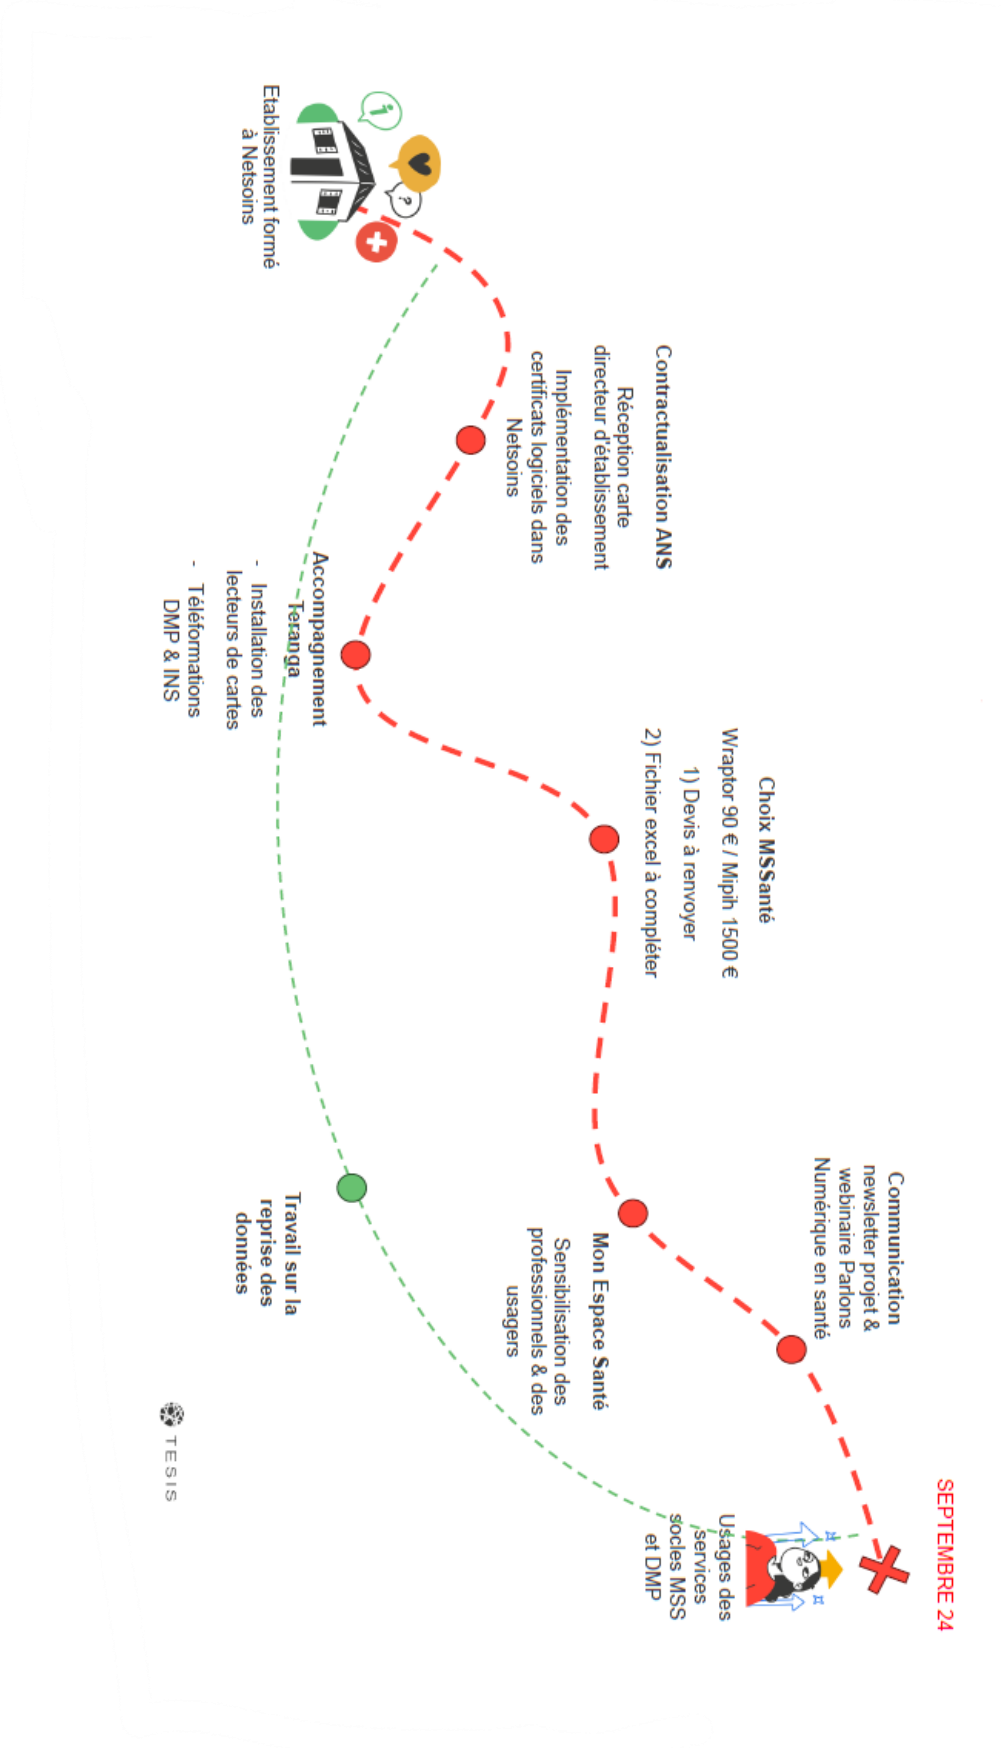 SEPTEMBRE 24
Etablissement formé
à Netsoins
Contractualisation ANS
Réception carte
directeur d'établissement
Implémentation des
certificats logiciels dans
Netsoins
Accompagnement
Teranga
- Installation des
lecteurs de cartes
- Téléformations
DMP & INS
Choix MSSanté
Wraptor 90 € / Mipih 1500 €
1) Devis à renvoyer
2) Fichier excel à compléter
Mon Espace Santé
Sensibilisation des
professionnels & des
usagers
Communication
newsletter projet &
webinaire Parlons
Numérique en santé
Usages des
services
socles MSS
et DMP
Travail sur la
reprise des
données
TESIS
i
?